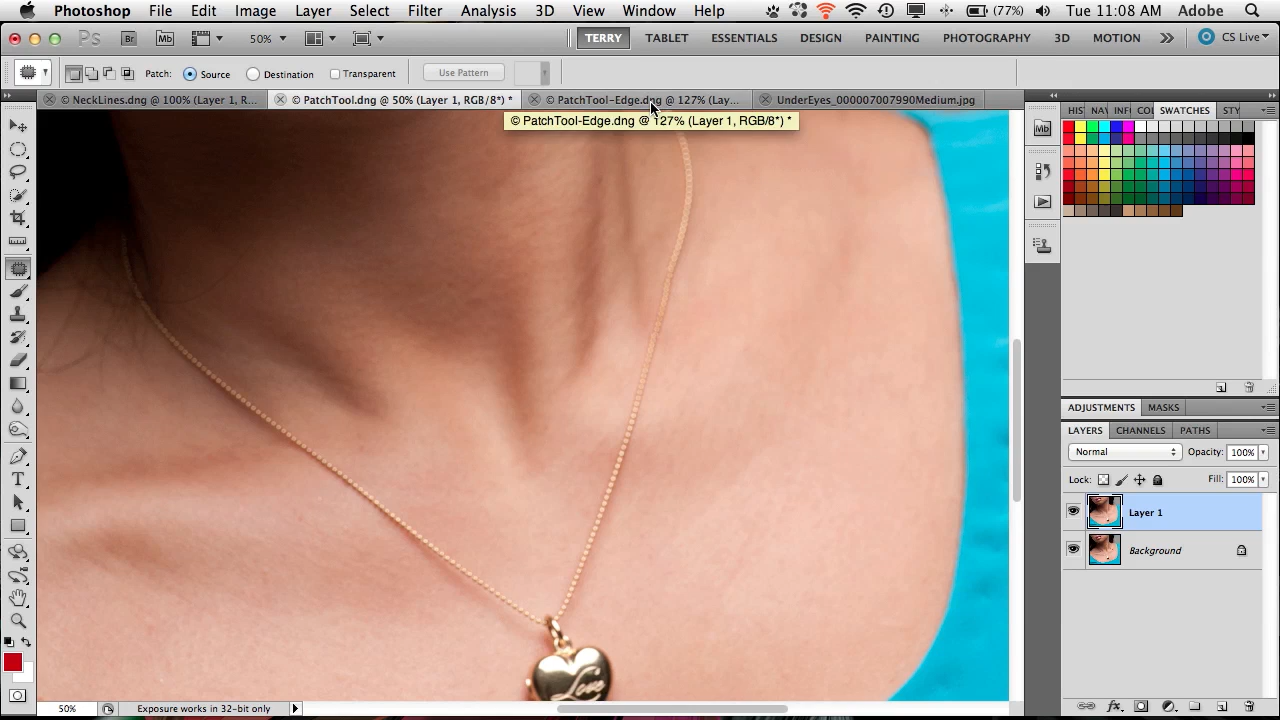 Photoshop File Edit Image Layer Select Filter Analysis 3D View Window Help (77%) Tue 11:08 AM Adobe
Ps Br Mb 50% TERRY TABLET ESSENTIALS DESIGN PAINTING PHOTOGRAPHY 3D MOTION CS Live
Patch: Source Destination Transparent Use Pattern
© NeckLines.dng @ 100% (Layer 1, R... © PatchTool.dng @ 50% (Layer 1, RGB/8*) * © PatchTool-Edge.dng @ 127% (Lay... UnderEyes_000007007990Medium.jpg
© PatchTool-Edge.dng @ 127% (Layer 1, RGB/8*) *
HIS NAV INFI COL SWATCHES STY
Mb
ADJUSTMENTS MASKS
LAYERS CHANNELS PATHS
Normal Opacity: 100%
Lock: Fill: 100%
Layer 1
Background
Love
50% Exposure works in 32-bit only